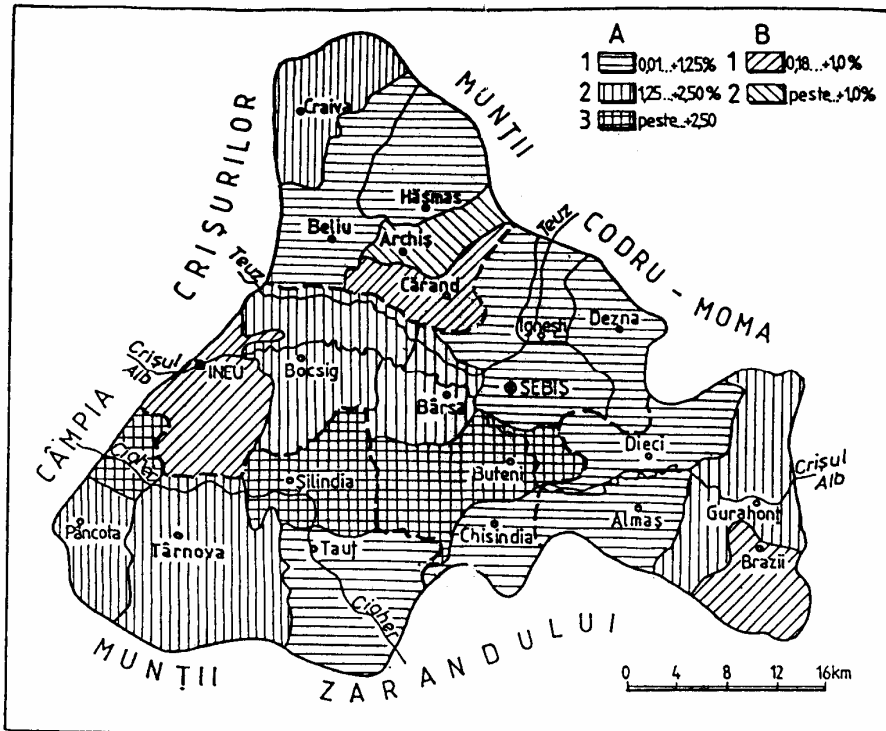 A B
1 0,01...+1,25% 1 0,18...+1,0%
2 1,25...+2,50% 2 peste..+1,0%
3 peste..+2,50
MUNȚII
CODRU - MOMA
CRIȘURILOR
CÂMPIA
MUNȚII
ZARANDULUI
Craiva
Hășmaș
Beliu
Archiș
Teuz
Teuz
Cărand
Ignești
Dezna
Crișul
Alb
INEU
Bocsig
SEBIȘ
Bârsa
Dieci
Cigher
Șilindia
Buteni
Crișul
Alb
Pâncota
Târnova
Almaș
Gurahonț
Chisindia
Tauț
Brazii
Cigher
0 4 8 12 16km